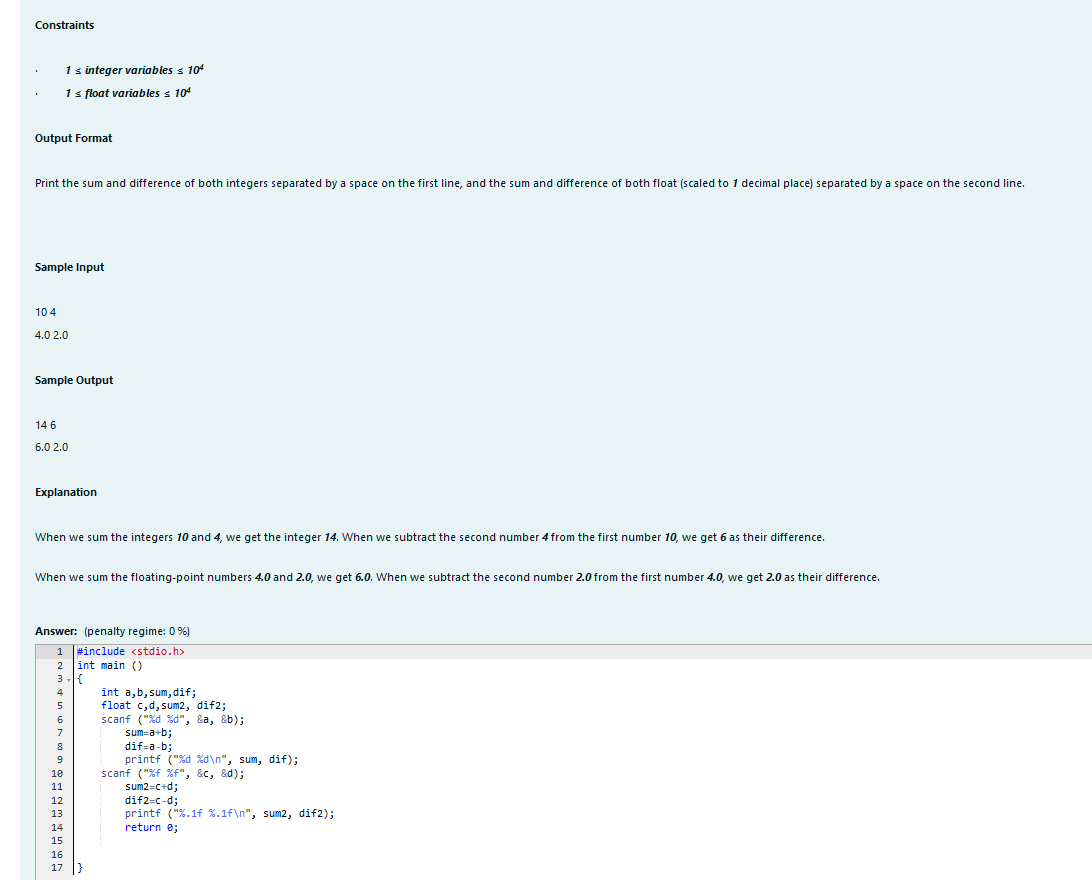 Constraints
· 1 ≤ integer variables ≤ 10⁴
· 1 ≤ float variables ≤ 10⁴
Output Format
Print the sum and difference of both integers separated by a space on the first line, and the sum and difference of both float (scaled to 1 decimal place) separated by a space on the second line.
Sample Input
10 4
4.0 2.0
Sample Output
14 6
6.0 2.0
Explanation
When we sum the integers 10 and 4, we get the integer 14. When we subtract the second number 4 from the first number 10, we get 6 as their difference.
When we sum the floating-point numbers 4.0 and 2.0, we get 6.0. When we subtract the second number 2.0 from the first number 4.0, we get 2.0 as their difference.
Answer: (penalty regime: 0 %)
1 #include <stdio.h>
2 int main ()
3 {
4 int a,b,sum,dif;
5 float c,d,sum2, dif2;
6 scanf ("%d %d", &a, &b);
7 sum=a+b;
8 dif=a-b;
9 printf ("%d %d\n", sum, dif);
10 scanf ("%f %f", &c, &d);
11 sum2=c+d;
12 dif2=c-d;
13 printf ("%.1f %.1f\n", sum2, dif2);
14 return 0;
15
16
17 }